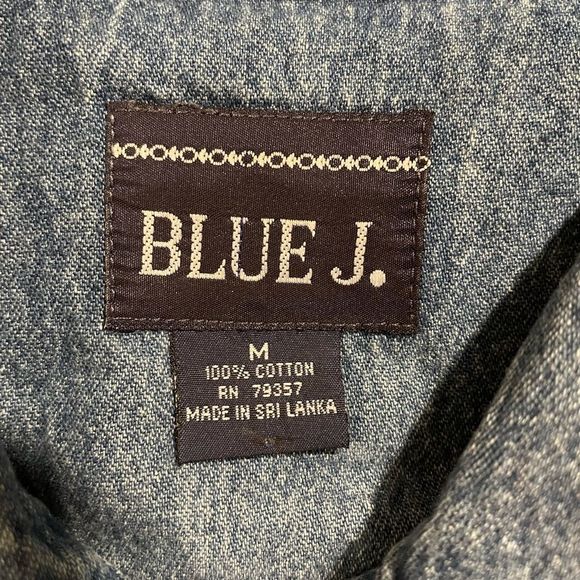 BLUE J.
M
100% COTTON
RN 79357
MADE IN SRI LANKA